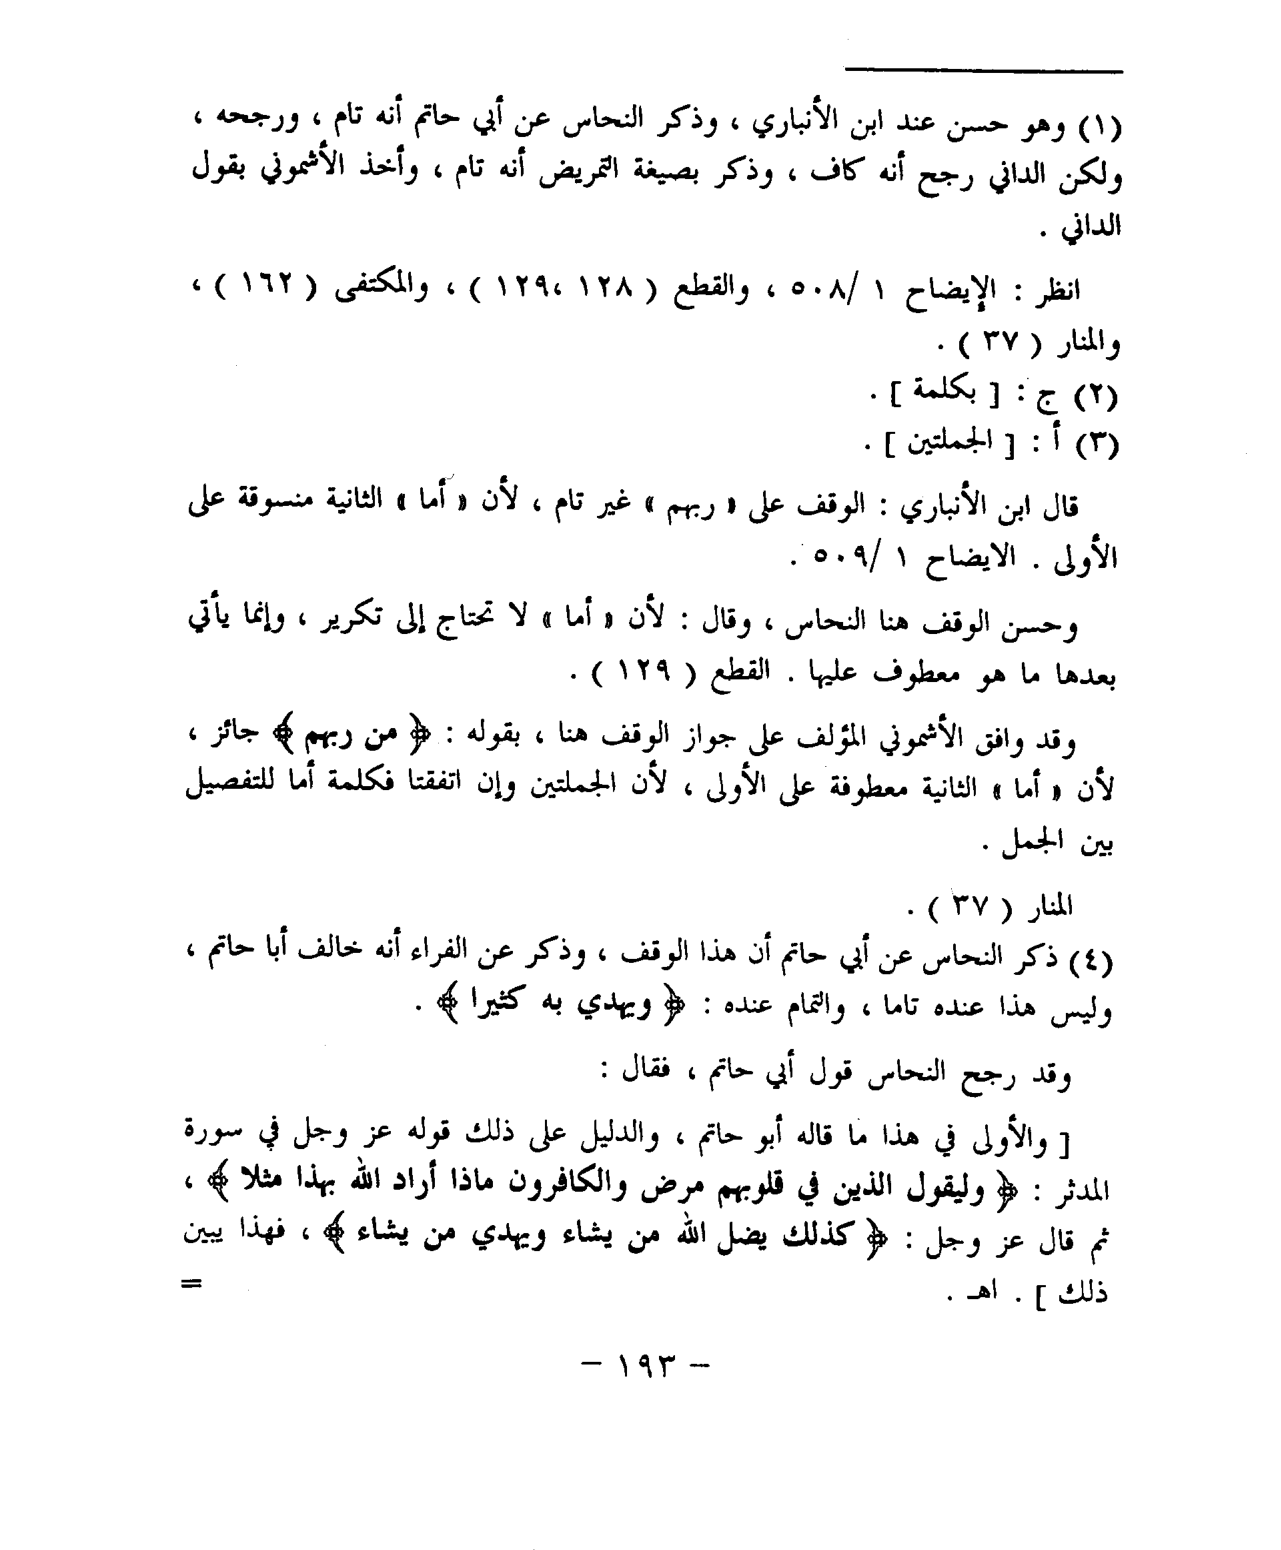 (١) وهو حسن عند ابن الأنباري ، وذكر النحاس عن أبي حاتم أنه تام ، ورجحه ،
ولكن الداني رجح أنه كاف ، وذكر بصيغة التمريض أنه تام ، وأخذ الأشموني بقول
الداني .
انظر : الإيضاح ١ /٥٠٨ ، والقطع ( ١٢٨ ،١٢٩ ) ، والمكتفى ( ١٦٢ ) ،
والمنار ( ٣٧ ) .
(٢) ج : [ بكلمة ] .
(٣) أ : [ الجملتين ] .
قال ابن الأنباري : الوقف على « ربهم » غير تام ، لأن « أما » الثانية منسوقة على
الأولى . الايضاح ١ /٥٠٩ .
وحسن الوقف هنا النحاس ، وقال : لأن « أما » لا تحتاج إلى تكرير ، وإنما يأتي
بعدها ما هو معطوف عليها . القطع ( ١٢٩ ) .
وقد وافق الأشموني المؤلف على جواز الوقف هنا ، بقوله : ﴿ من ربهم ﴾ جائز ،
لأن « أما » الثانية معطوفة على الأولى ، لأن الجملتين وإن اتفقتا فكلمة أما للتفصيل
بين الجمل .
المنار ( ٣٧ ) .
(٤) ذكر النحاس عن أبي حاتم أن هذا الوقف ، وذكر عن الفراء أنه خالف أبا حاتم ،
وليس هذا عنده تاما ، والتمام عنده : ﴿ ويهدي به كثيرا ﴾ .
وقد رجح النحاس قول أبي حاتم ، فقال :
[ والأولى في هذا ما قاله أبو حاتم ، والدليل على ذلك قوله عز وجل في سورة
المدثر : ﴿ وليقول الذين في قلوبهم مرض والكافرون ماذا أراد الله بهذا مثلا ﴾ ،
ثم قال عز وجل : ﴿ كذلك يضل الله من يشاء ويهدي من يشاء ﴾ ، فهذا يبين
ذلك ] . اهـ . =
– ١٩٣ –